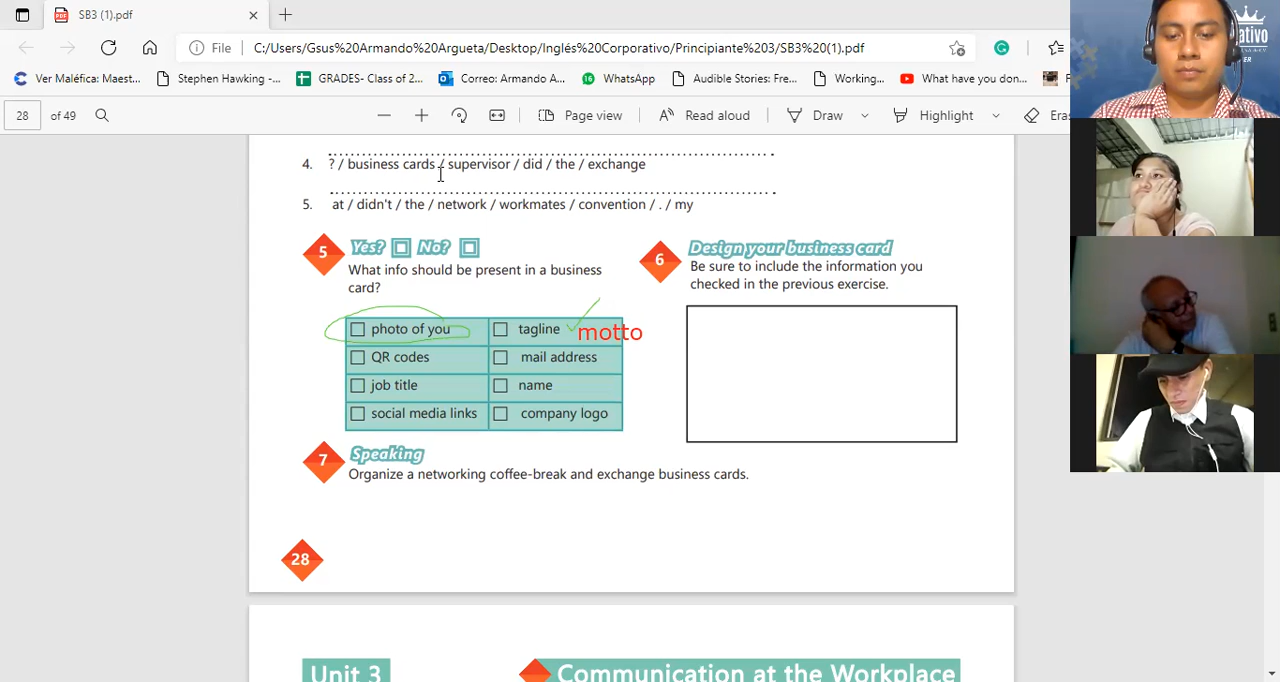 SB3 (1).pdf
File C:/Users/Gsus%20Armando%20Argueta/Desktop/Inglés%20Corporativo/Principiante%203/SB3%20(1).pdf
Ver Maléfica: Maest... Stephen Hawking -... GRADES- Class of 2... Correo: Armando A... WhatsApp Audible Stories: Fre... Working... What have you don...
28 of 49 Page view Read aloud Draw Highlight Eras
ativo
ER
4. ? / business cards / supervisor / did / the / exchange
5. at / didn't / the / network / workmates / convention / . / my
5 Yes? No?
What info should be present in a business
card?
photo of you tagline motto
QR codes mail address
job title name
social media links company logo
6 Design your business card
Be sure to include the information you
checked in the previous exercise.
7 Speaking
Organize a networking coffee-break and exchange business cards.
28
Unit 3 Communication at the Workplace